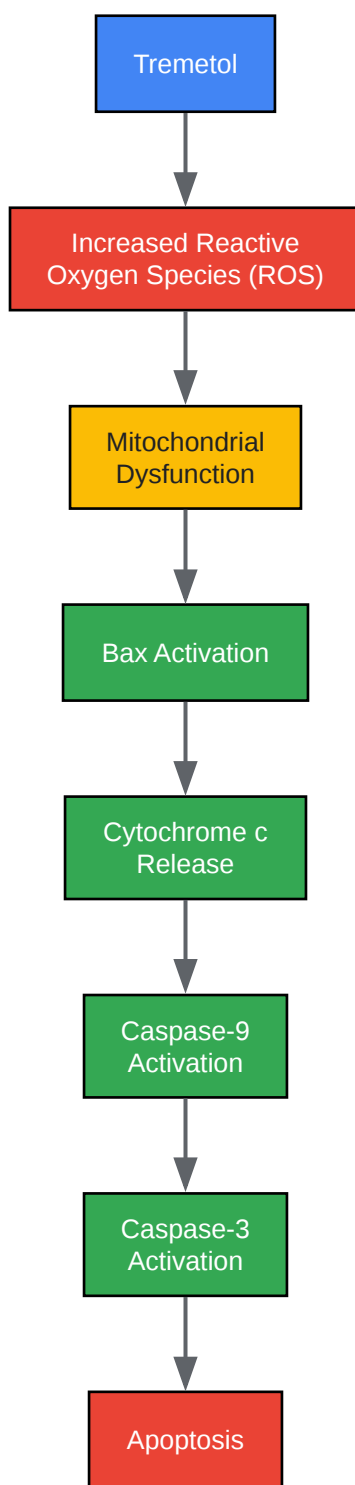 Tremetol
Increased Reactive
Oxygen Species (ROS)
Mitochondrial
Dysfunction
Bax Activation
Cytochrome c
Release
Caspase-9
Activation
Caspase-3
Activation
Apoptosis